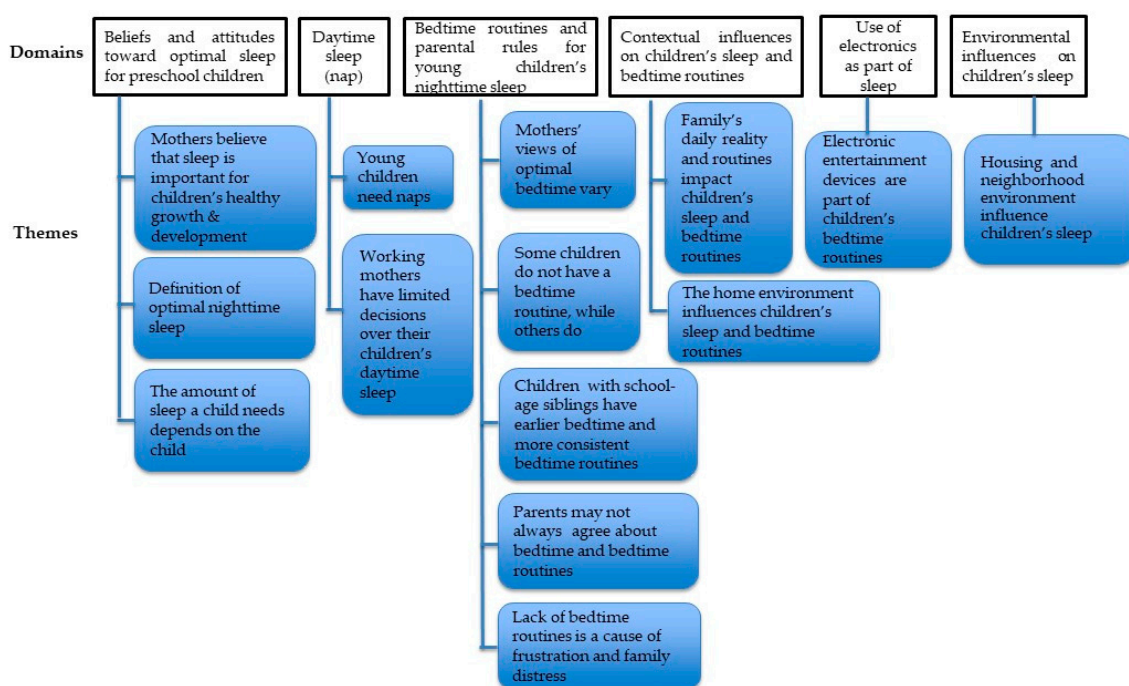 Domains
Beliefs and attitudes
toward optimal sleep
for preschool children
Daytime
sleep
(nap)
Bedtime routines and
parental rules for
young children's
nighttime sleep
Contextual influences
on children's sleep and
bedtime routines
Use of
electronics
as part of
sleep
Environmental
influences on
children's sleep
Themes
Mothers believe
that sleep is
important for
children's healthy
growth &
development
Definition of
optimal nighttime
sleep
The amount of
sleep a child needs
depends on the
child
Young
children
need naps
Working
mothers
have limited
decisions
over their
children's
daytime
sleep
Mothers'
views of
optimal
bedtime vary
Some children
do not have a
bedtime
routine, while
others do
Children with school-
age siblings have
earlier bedtime and
more consistent
bedtime routines
Parents may not
always agree about
bedtime and bedtime
routines
Lack of bedtime
routines is a cause of
frustration and family
distress
Family's
daily reality
and routines
impact
children's
sleep and
bedtime
routines
The home environment
influences children's
sleep and bedtime
routines
Electronic
entertainment
devices are
part of
children's
bedtime
routines
Housing and
neighborhood
environment
influence
children's sleep